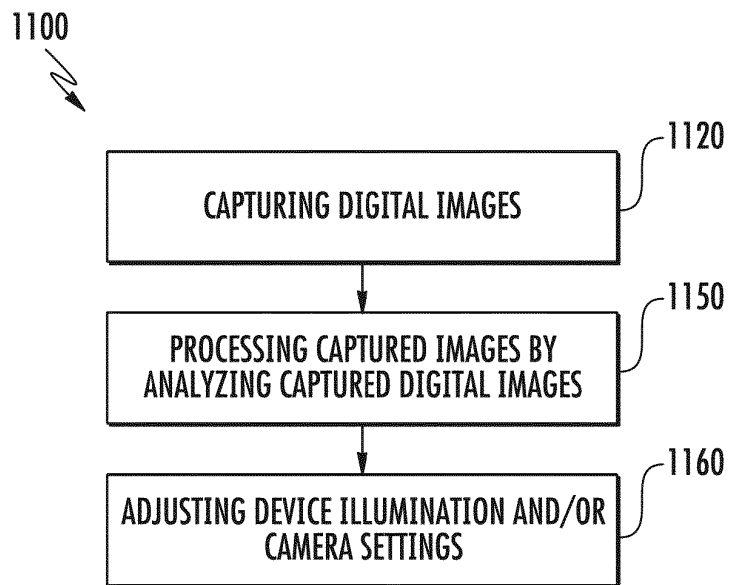 1100
1120
CAPTURING DIGITAL IMAGES
1150
PROCESSING CAPTURED IMAGES BY
ANALYZING CAPTURED DIGITAL IMAGES
1160
ADJUSTING DEVICE ILLUMINATION AND/OR
CAMERA SETTINGS